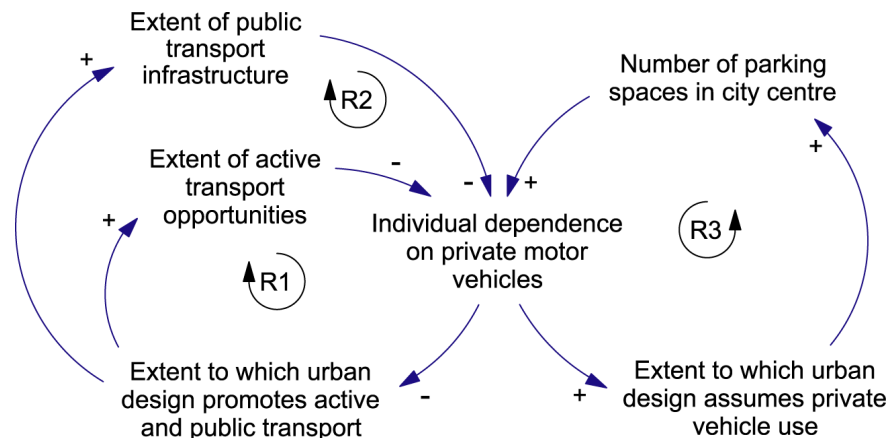 Extent of public
transport
infrastructure
+
R2
Number of parking
spaces in city centre
+
Extent of active
transport
opportunities
-
-
+
+
Individual dependence
on private motor
vehicles
R3
R1
Extent to which urban
design promotes active
and public transport
-
+
Extent to which urban
design assumes private
vehicle use